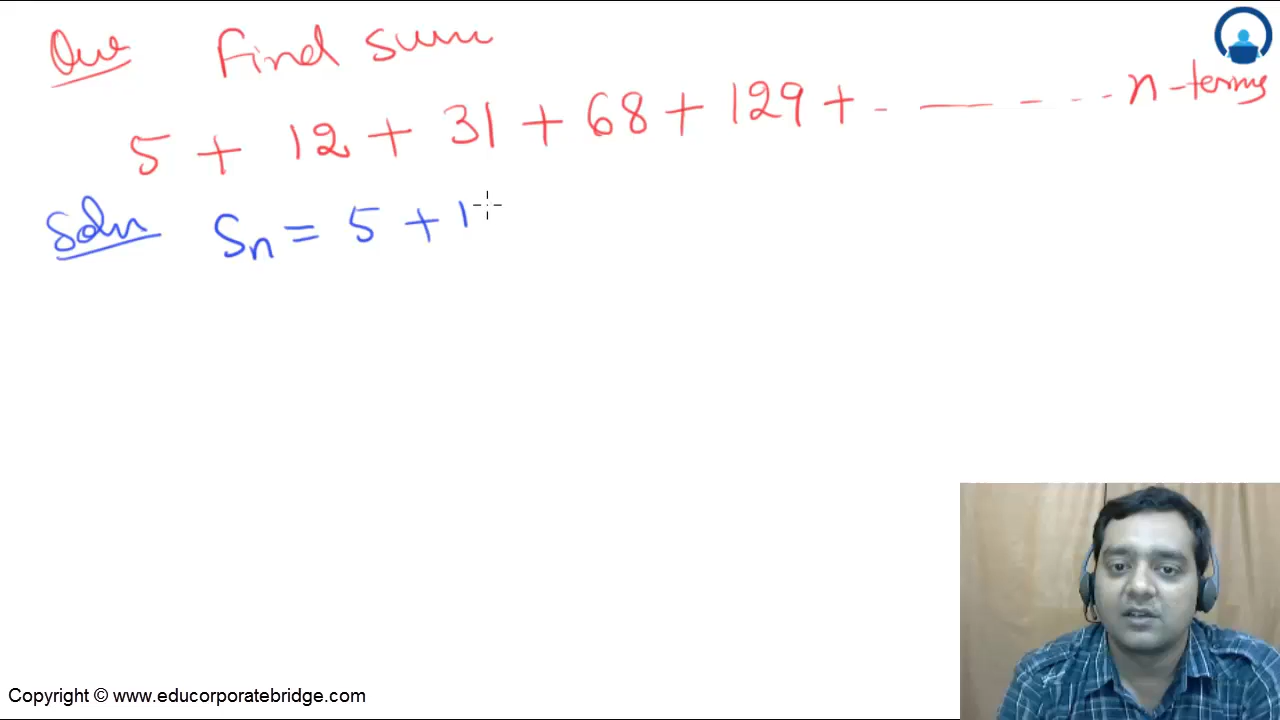 Que Find sum
5 + 12 + 31 + 68 + 129 + - — - - - - n-terms
Soln Sn = 5 + 1
Copyright © www.educorporatebridge.com